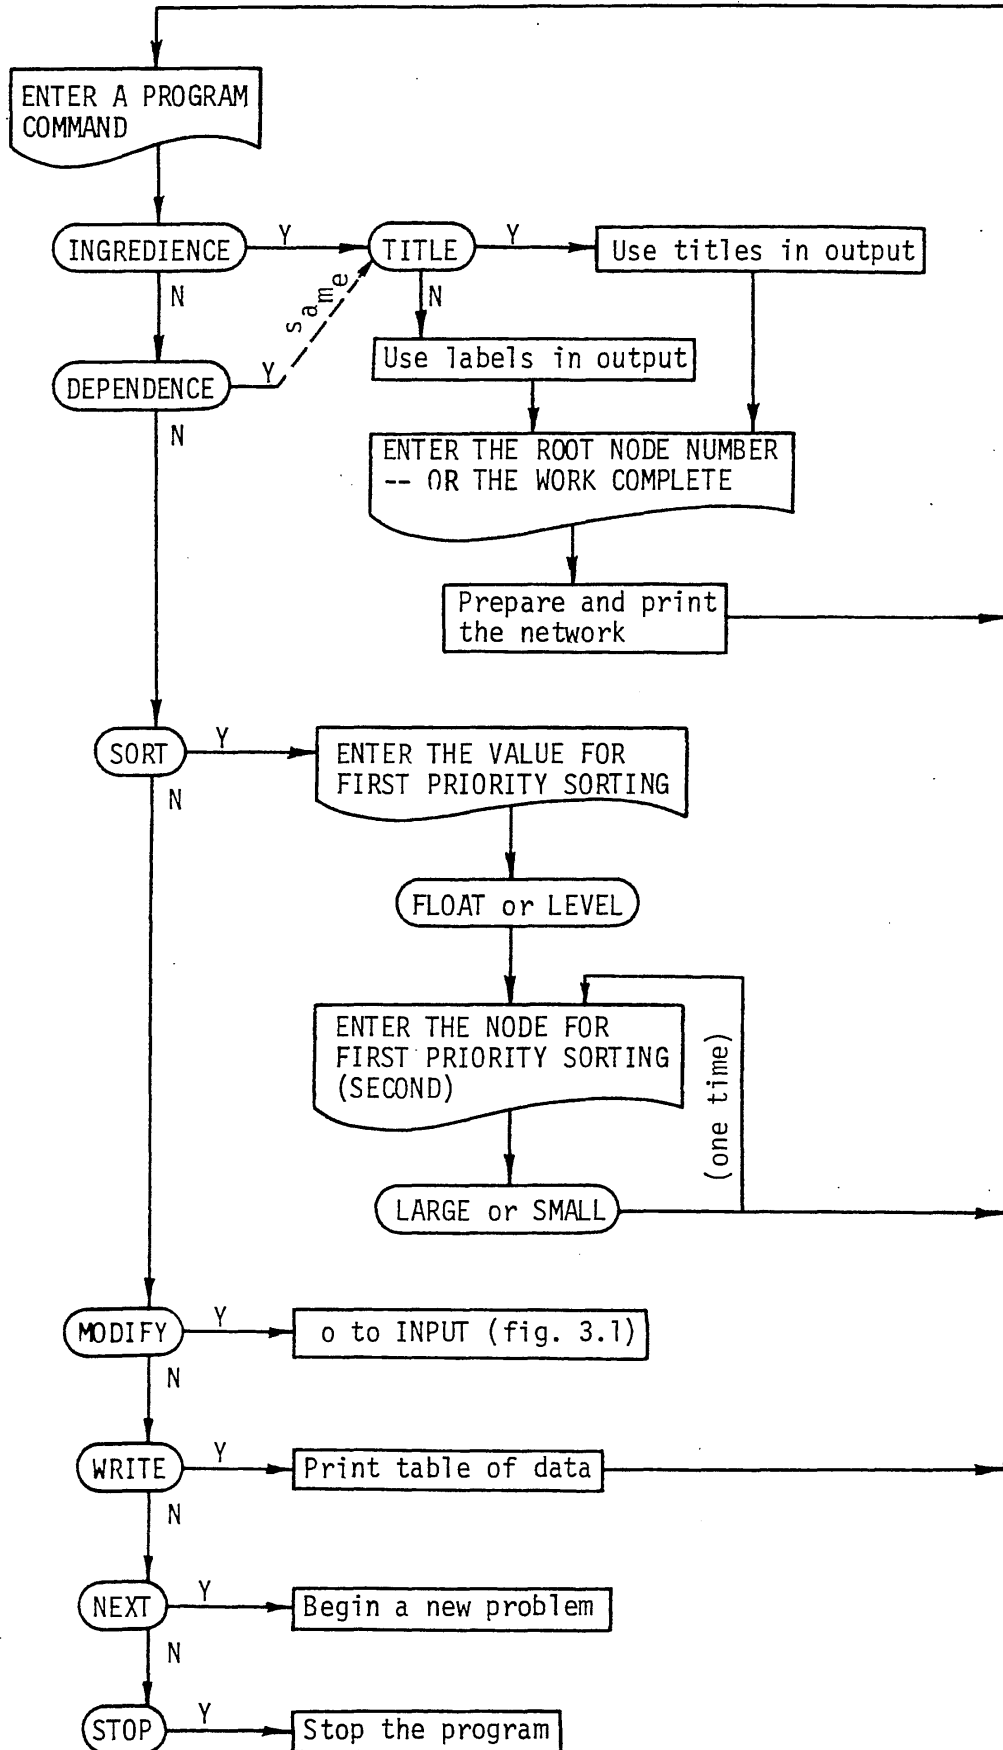 ENTER A PROGRAM
COMMAND
INGREDIENCE
Y
TITLE
Y
Use titles in output
N
same
N
Use labels in output
DEPENDENCE
Y
N
ENTER THE ROOT NODE NUMBER
-- OR THE WORK COMPLETE
Prepare and print
the network
SORT
Y
ENTER THE VALUE FOR
FIRST PRIORITY SORTING
N
FLOAT or LEVEL
ENTER THE NODE FOR
FIRST PRIORITY SORTING
(SECOND)
(one time)
LARGE or SMALL
MODIFY
Y
o to INPUT (fig. 3.1)
N
WRITE
Y
Print table of data
N
NEXT
Y
Begin a new problem
N
STOP
Y
Stop the program